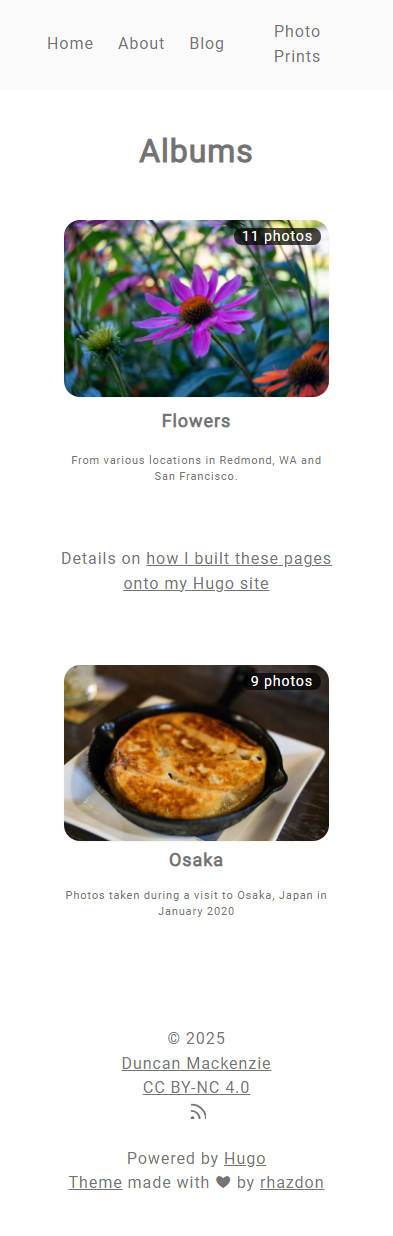 Home About Blog Photo
Prints
Albums
11 photos
Flowers
From various locations in Redmond, WA and
San Francisco.
Details on how I built these pages
onto my Hugo site
9 photos
Osaka
Photos taken during a visit to Osaka, Japan in
January 2020
© 2025
Duncan Mackenzie
CC BY-NC 4.0
Powered by Hugo
Theme made with ❤ by rhazdon